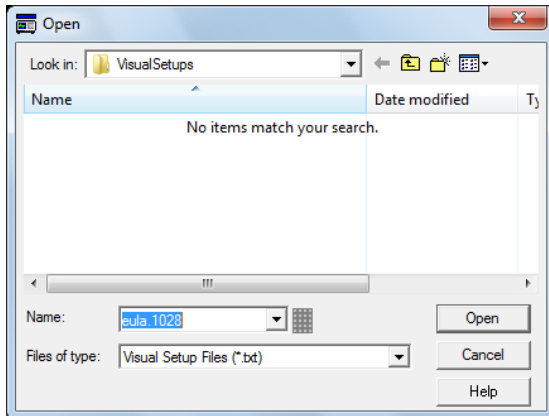 Open
Look in: VisualSetups
Name Date modified Ty
No items match your search.
Name: eula.1028 Open
Files of type: Visual Setup Files (*.txt) Cancel
Help